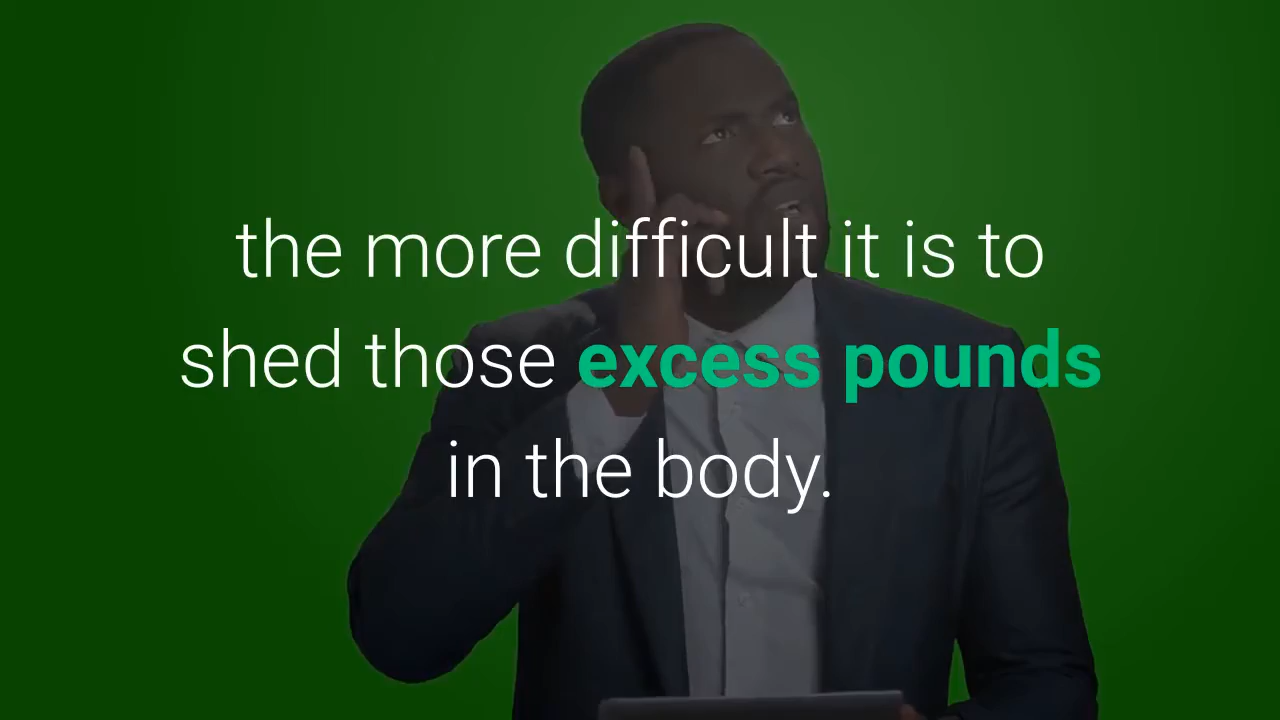 the more difficult it is to
shed those excess pounds
in the body.